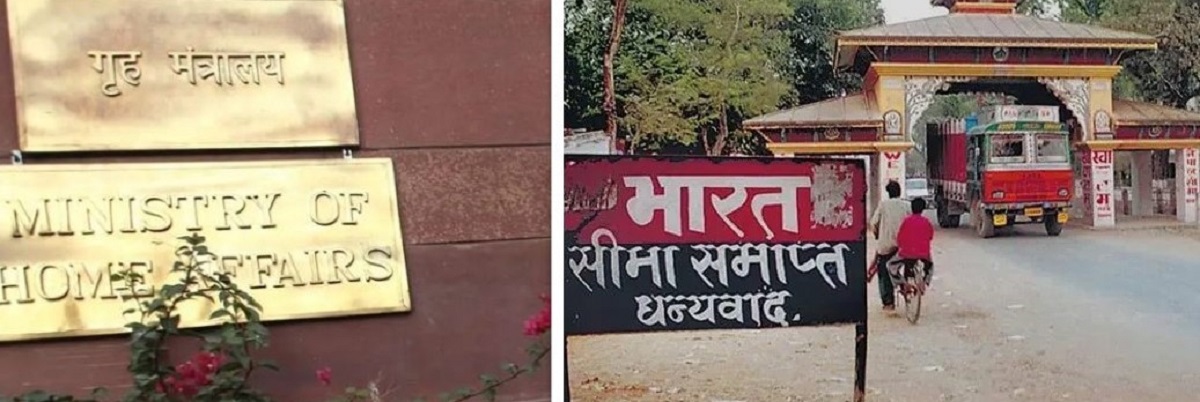 गृह मंत्रालय
MINISTRY OF
HOME AFFAIRS
भारत
सीमा समाप्त
धन्यवाद.